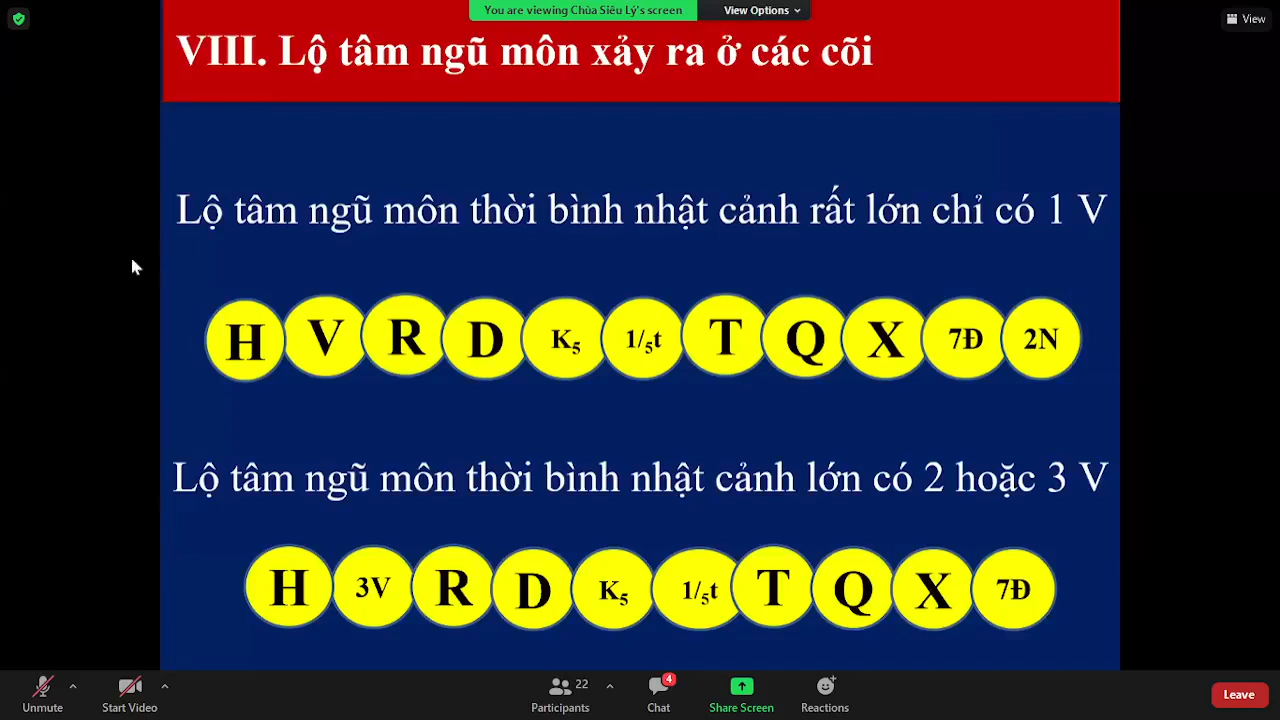 You are viewing Chùa Siêu Lý's screen View Options
View
VIII. Lộ tâm ngũ môn xảy ra ở các cõi
Lộ tâm ngũ môn thời bình nhật cảnh rất lớn chỉ có 1 V
H V R D K₅ 1/₅t T Q X 7Đ 2N
Lộ tâm ngũ môn thời bình nhật cảnh lớn có 2 hoặc 3 V
H 3V R D K₅ 1/₅t T Q X 7Đ
22 4
Unmute Start Video Participants Chat Share Screen Reactions Leave